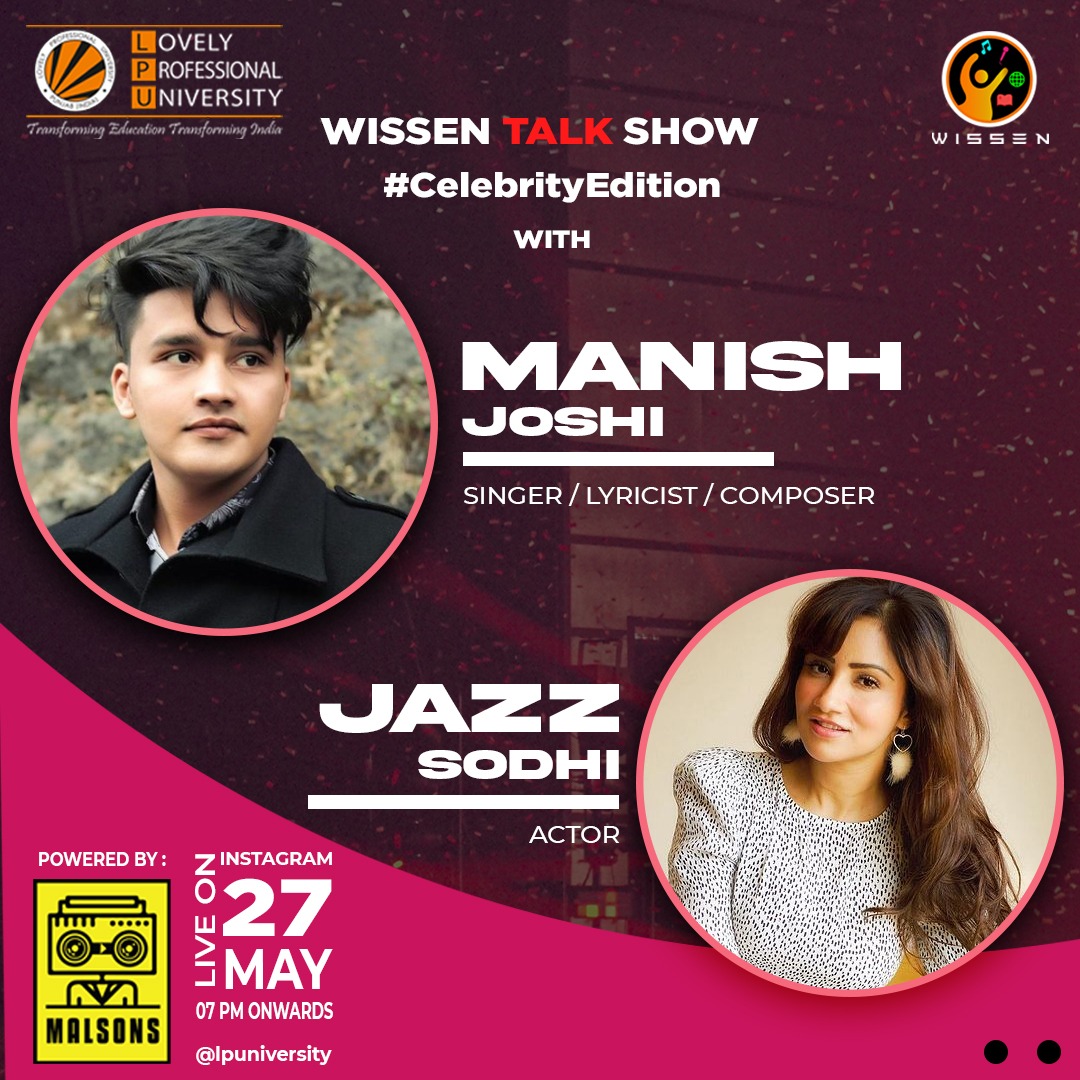 LOVELY
PROFESSIONAL
UNIVERSITY
Transforming Education Transforming India
WISSEN
WISSEN TALK SHOW
#CelebrityEdition
WITH
MANISH
JOSHI
SINGER / LYRICIST / COMPOSER
JAZZ
SODHI
ACTOR
POWERED BY :
MALSONS
LIVE ON
INSTAGRAM
27
MAY
07 PM ONWARDS
@lpuniversity